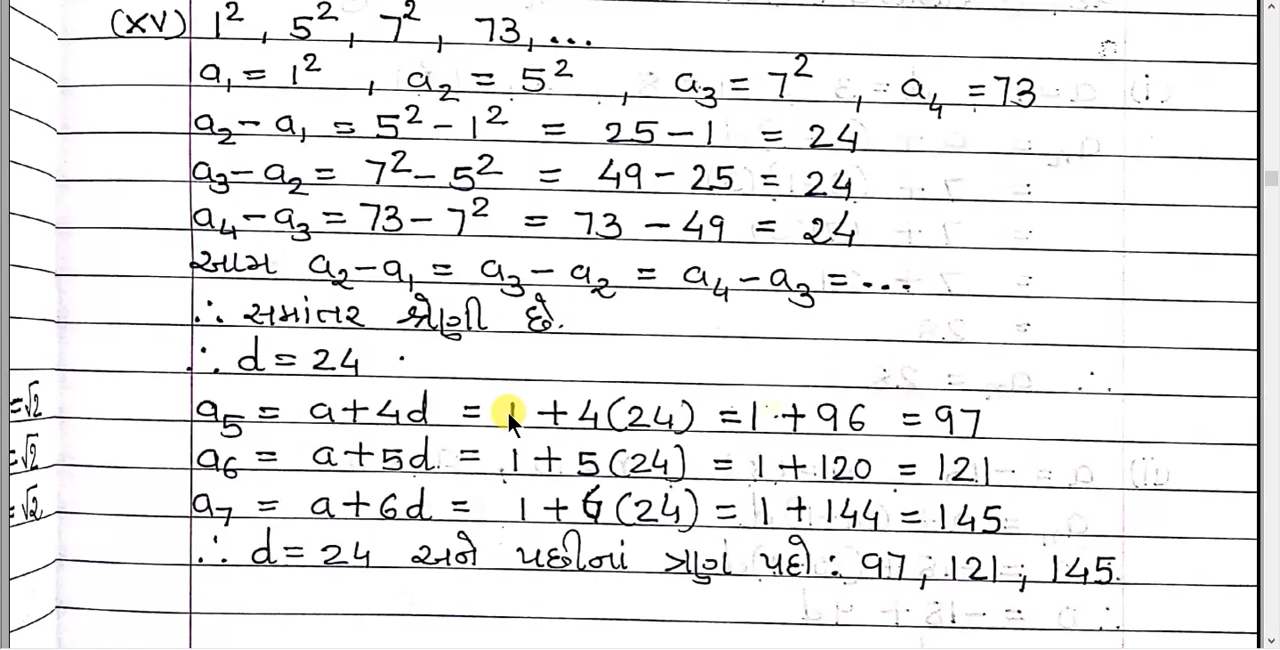 (XV) 1², 5², 7², 73, ...
a₁ = 1² , a₂ = 5² , a₃ = 7² , a₄ = 73
a₂ - a₁ = 5² - 1² = 25 - 1 = 24
a₃ - a₂ = 7² - 5² = 49 - 25 = 24
a₄ - a₃ = 73 - 7² = 73 - 49 = 24
આમ a₂ - a₁ = a₃ - a₂ = a₄ - a₃ = ...
∴ સમાંતર શ્રેણી છે.
∴ d = 24
=√2 a₅ = a + 4d = 1 + 4(24) = 1 + 96 = 97
=√2 a₆ = a + 5d = 1 + 5(24) = 1 + 120 = 121
=√2 a₇ = a + 6d = 1 + 6(24) = 1 + 144 = 145
∴ d = 24 અને પછીનાં ત્રણ પદો : 97, 121, 145.